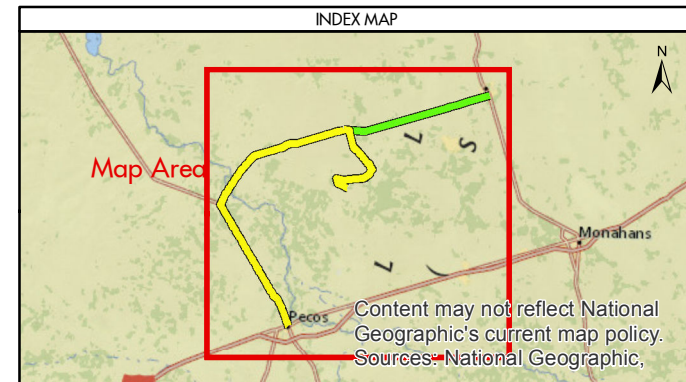 INDEX MAP
N
Map Area
L
S
Monahans
L
Pecos
Content may not reflect National
Geographic's current map policy.
Sources: National Geographic,